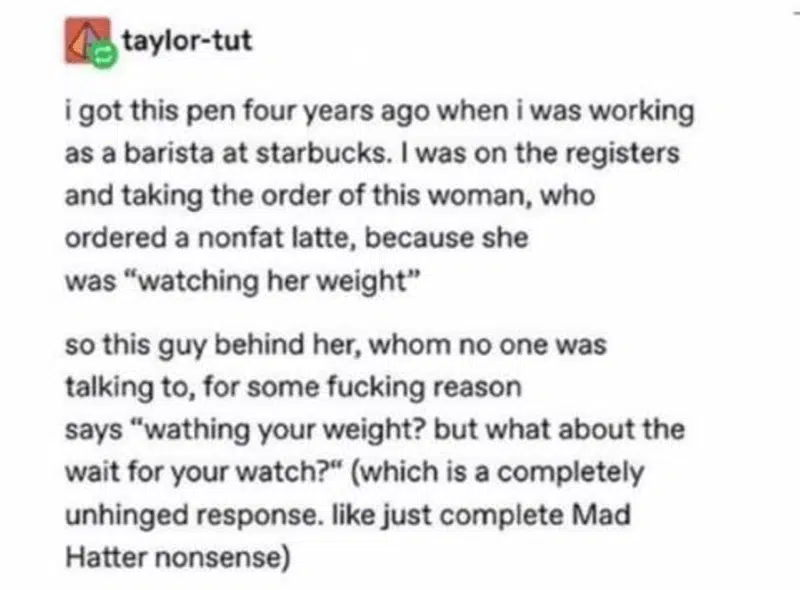 taylor-tut
i got this pen four years ago when i was working
as a barista at starbucks. I was on the registers
and taking the order of this woman, who
ordered a nonfat latte, because she
was “watching her weight”
so this guy behind her, whom no one was
talking to, for some fucking reason
says “wathing your weight? but what about the
wait for your watch?“ (which is a completely
unhinged response. like just complete Mad
Hatter nonsense)